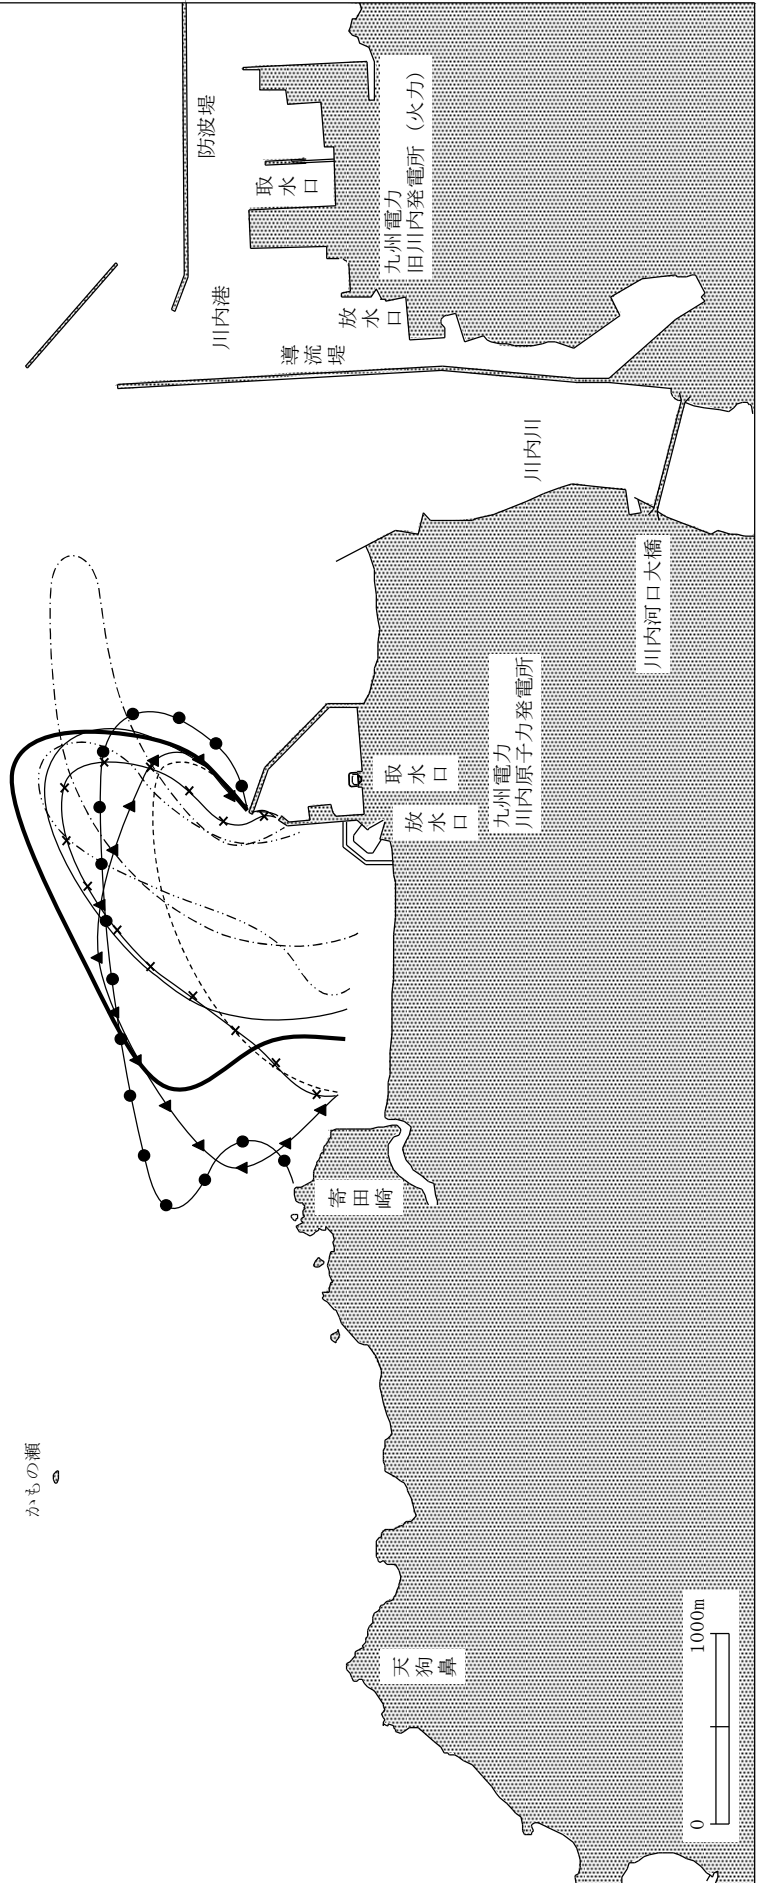 かもの瀬
天狗鼻
0 1000m
寄田崎
放水口
取水口
九州電力
川内原子力発電所
川内河口大橋
川内川
導流堤
川内港
放水口
取水口
防波堤
九州電力
旧川内発電所（火力）